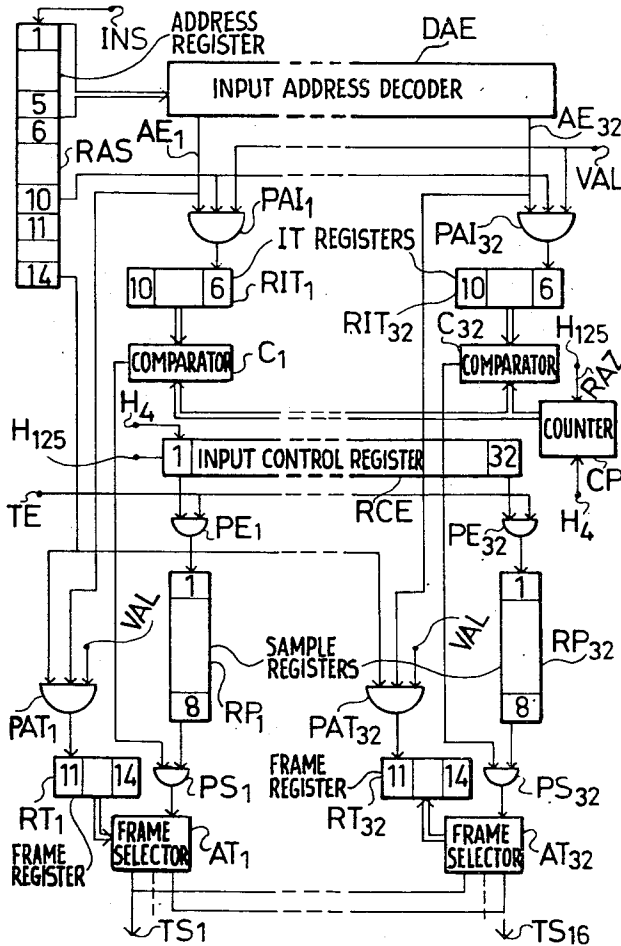 INS
ADDRESS
REGISTER
1
5
6
10
11
14
RAS
DAE
INPUT ADDRESS DECODER
AE1
AE32
VAL
PAI1
PAI32
IT REGISTERS
10 6
RIT1
10 6
RIT32
COMPARATOR
C1
C32
COMPARATOR
H125
RAZ
COUNTER
CP
H4
H4
H125
1 INPUT CONTROL REGISTER 32
RCE
TE
PE1
PE32
1
8
RP1
SAMPLE
REGISTERS
1
8
RP32
VAL
VAL
PAT1
PAT32
11 14
RT1
FRAME
REGISTER
PS1
FRAME
REGISTER
11 14
RT32
PS32
FRAME
SELECTOR
AT1
FRAME
SELECTOR
AT32
TS1
TS16